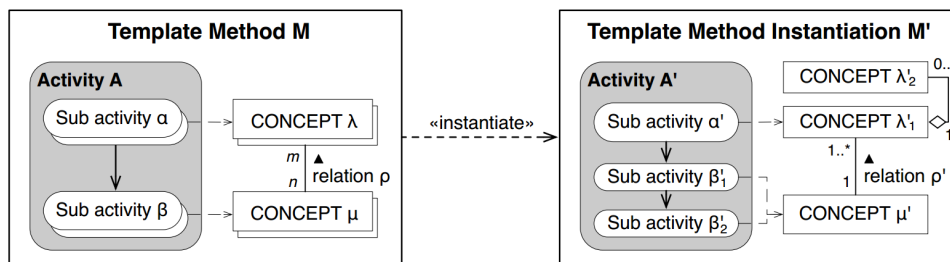 Template Method M
Activity A
Sub activity α
CONCEPT λ
m
n
▲
relation ρ
Sub activity β
CONCEPT μ
«instantiate»
Template Method Instantiation M'
Activity A'
CONCEPT λ'2
0..
Sub activity α'
CONCEPT λ'1
1
1..*
▲
relation ρ'
1
Sub activity β'1
Sub activity β'2
CONCEPT μ'